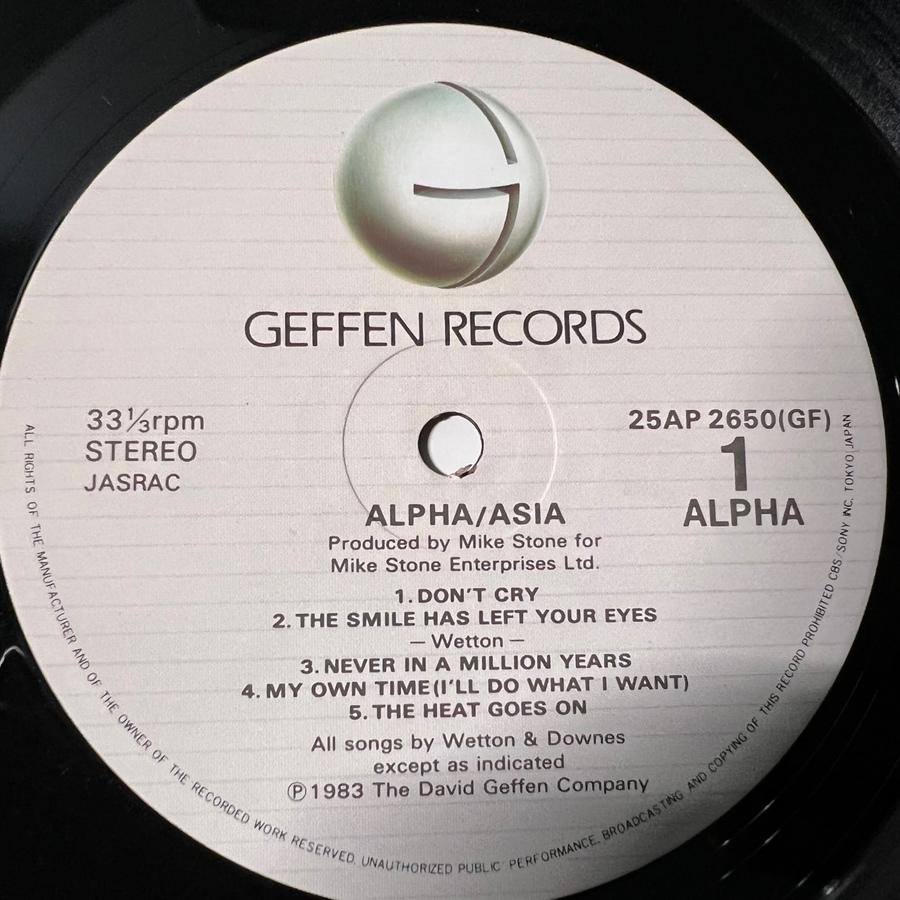 GEFFEN RECORDS
33⅓rpm
STEREO
JASRAC
25AP 2650(GF)
1
ALPHA
ALPHA/ASIA
Produced by Mike Stone for
Mike Stone Enterprises Ltd.
1. DON'T CRY
2. THE SMILE HAS LEFT YOUR EYES
— Wetton —
3. NEVER IN A MILLION YEARS
4. MY OWN TIME (I'LL DO WHAT I WANT)
5. THE HEAT GOES ON
All songs by Wetton & Downes
except as indicated
℗1983 The David Geffen Company
ALL RIGHTS OF THE MANUFACTURER AND OF THE OWNER OF THE RECORDED WORK RESERVED. UNAUTHORIZED PUBLIC PERFORMANCE. BROADCASTING AND COPYING OF THIS RECORD PROHIBITED CBS/SONY INC. TOKYO JAPAN